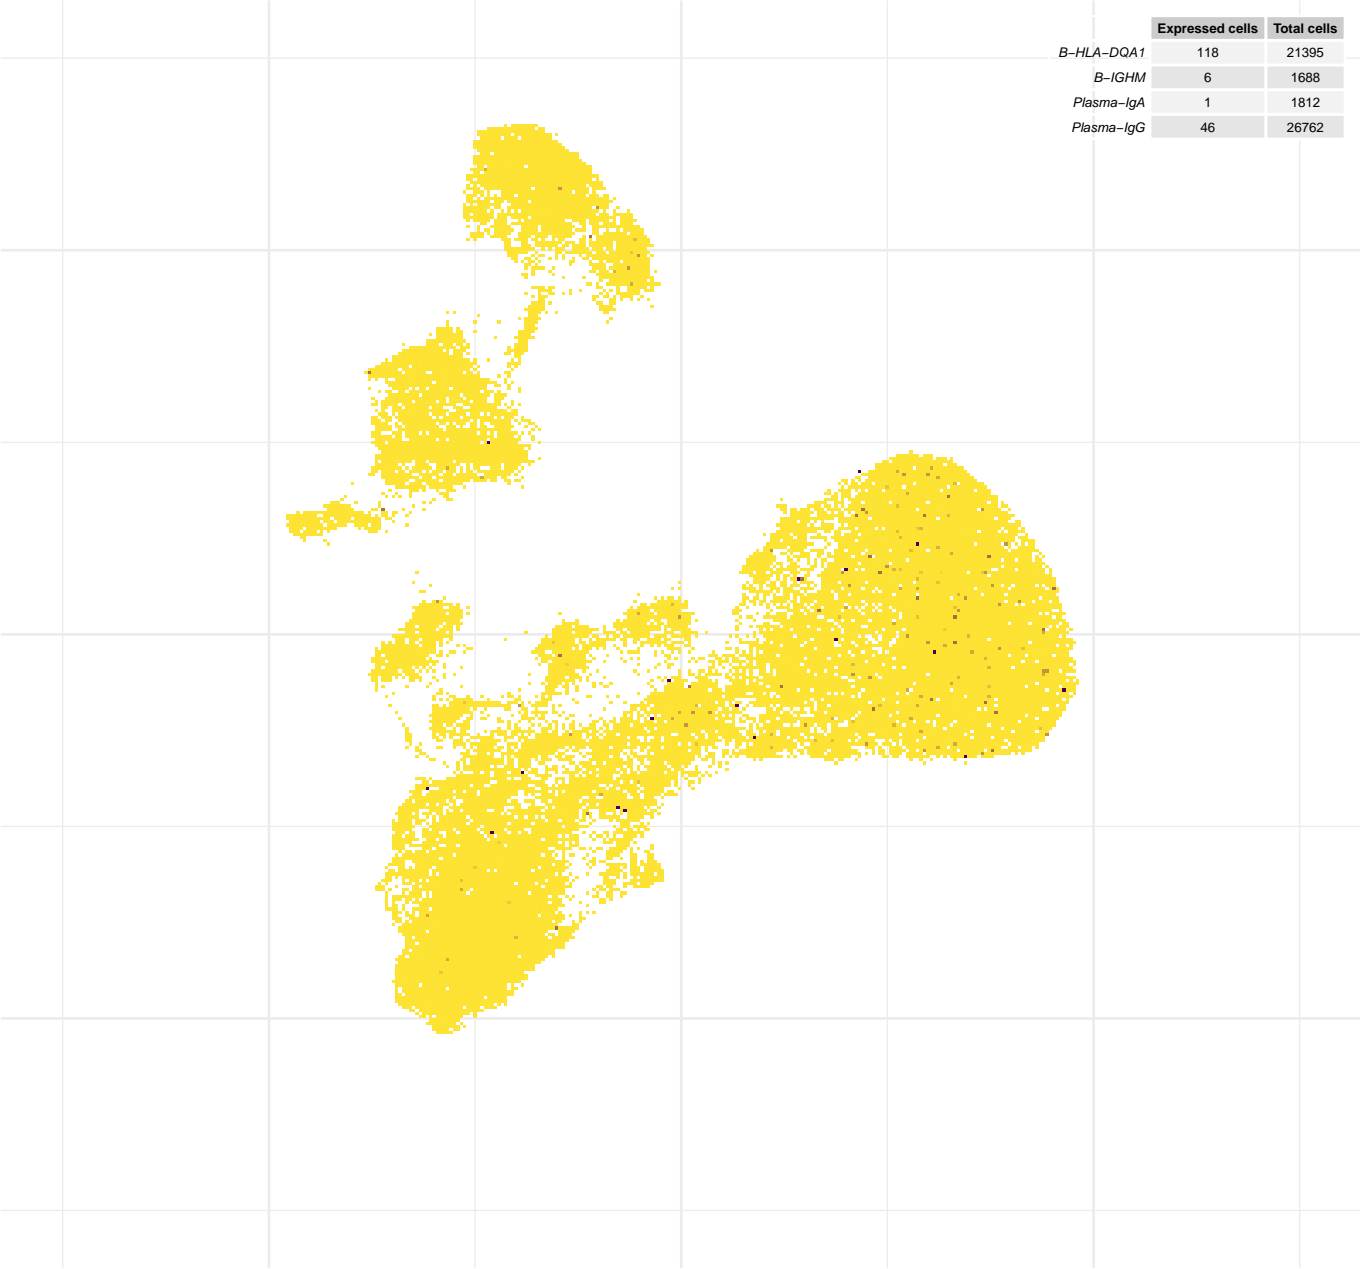 Expressed cells Total cells
B−HLA−DQA1 118 21395
B−IGHM 6 1688
Plasma−IgA 1 1812
Plasma−IgG 46 26762